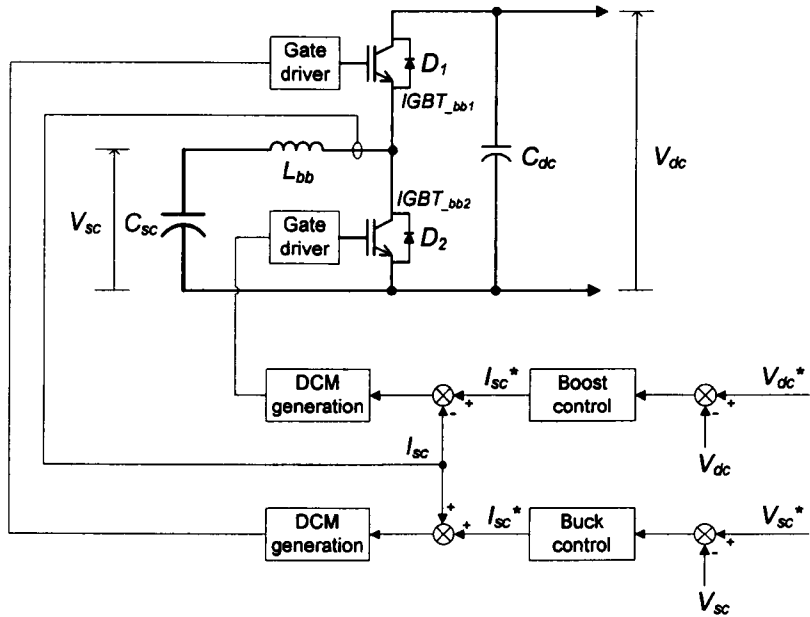 Gate
driver
D1
IGBT_bb1
Lbb
Cdc
Vdc
IGBT_bb2
Vsc
Csc
Gate
driver
D2
DCM
generation
Isc*
Boost
control
Vdc*
+
-
+
-
Isc
Vdc
DCM
generation
+
+
Isc*
Buck
control
Vsc*
+
-
Vsc